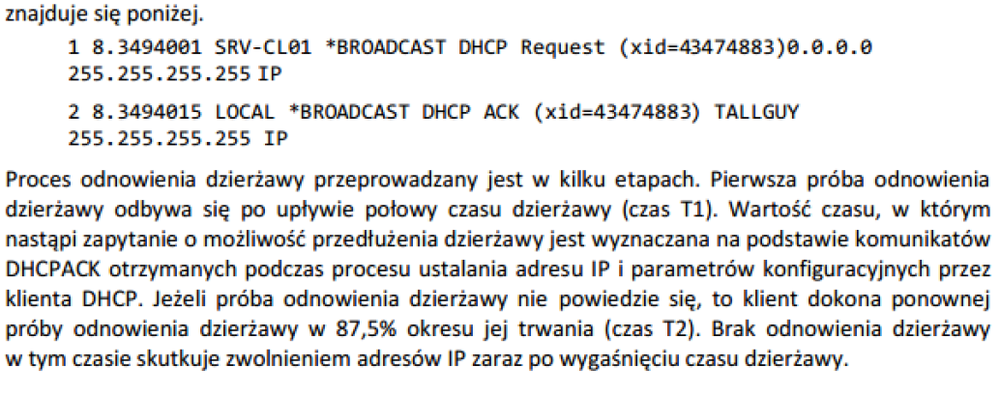 znajduje się poniżej.
1 8.3494001 SRV-CL01 *BROADCAST DHCP Request (xid=43474883)0.0.0.0
255.255.255.255 IP
2 8.3494015 LOCAL *BROADCAST DHCP ACK (xid=43474883) TALLGUY
255.255.255.255 IP
Proces odnowienia dzierżawy przeprowadzany jest w kilku etapach. Pierwsza próba odnowienia
dzierżawy odbywa się po upływie połowy czasu dzierżawy (czas T1). Wartość czasu, w którym
nastąpi zapytanie o możliwość przedłużenia dzierżawy jest wyznaczana na podstawie komunikatów
DHCPACK otrzymanych podczas procesu ustalania adresu IP i parametrów konfiguracyjnych przez
klienta DHCP. Jeżeli próba odnowienia dzierżawy nie powiedzie się, to klient dokona ponownej
próby odnowienia dzierżawy w 87,5% okresu jej trwania (czas T2). Brak odnowienia dzierżawy
w tym czasie skutkuje zwolnieniem adresów IP zaraz po wygaśnięciu czasu dzierżawy.